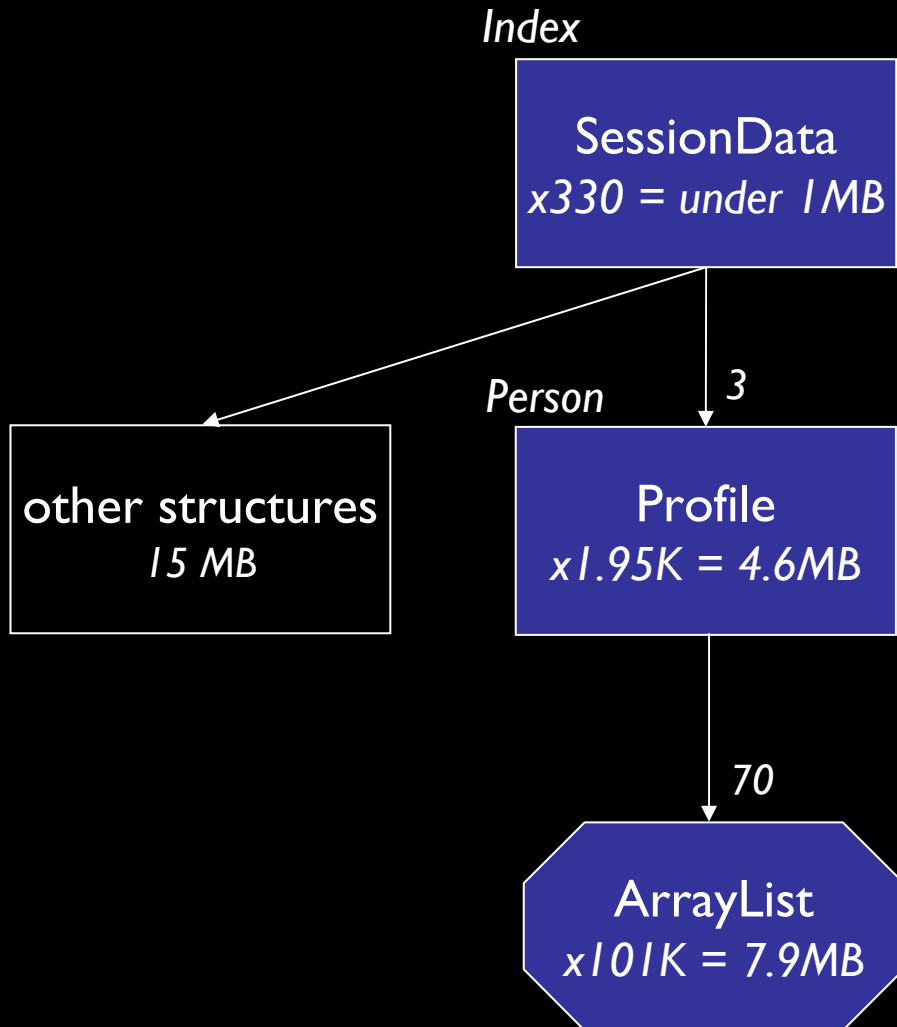 Index
SessionData
x330 = under 1MB
3
Person
other structures
15 MB
Profile
x1.95K = 4.6MB
70
ArrayList
x101K = 7.9MB